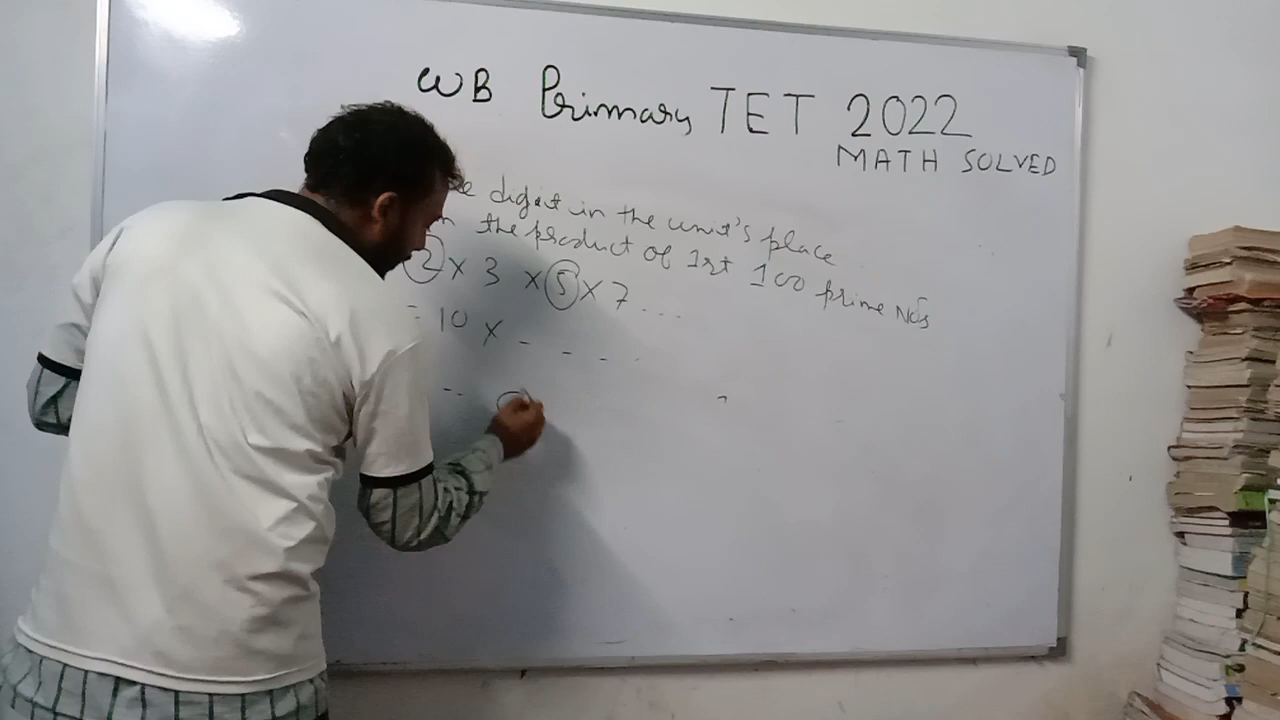 WB Primary TET 2022
MATH SOLVED
digit in the unit's place
the product of 1st 100 prime Nos
2 × 3 × 5 × 7 ....
= 10 × - - - -
=